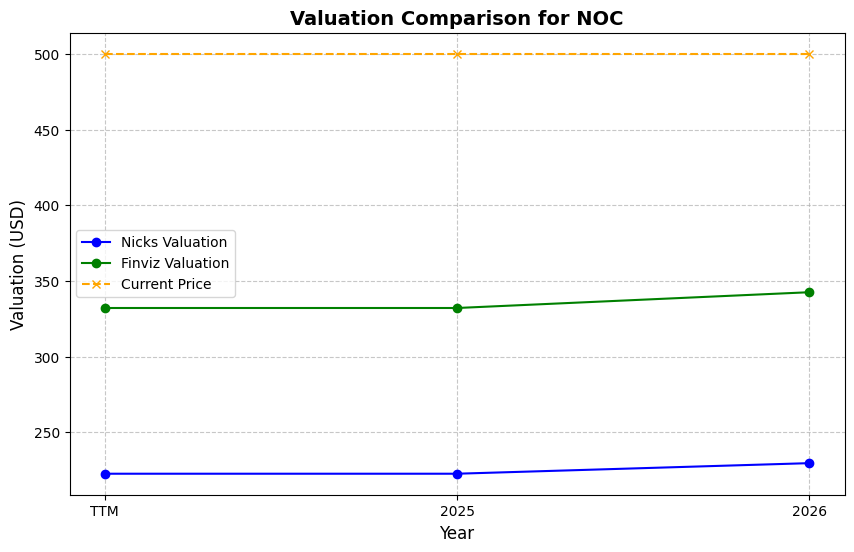 Valuation Comparison for NOC
Valuation (USD)
500
450
400
350
300
250
Nicks Valuation
Finviz Valuation
Current Price
TTM
2025
2026
Year